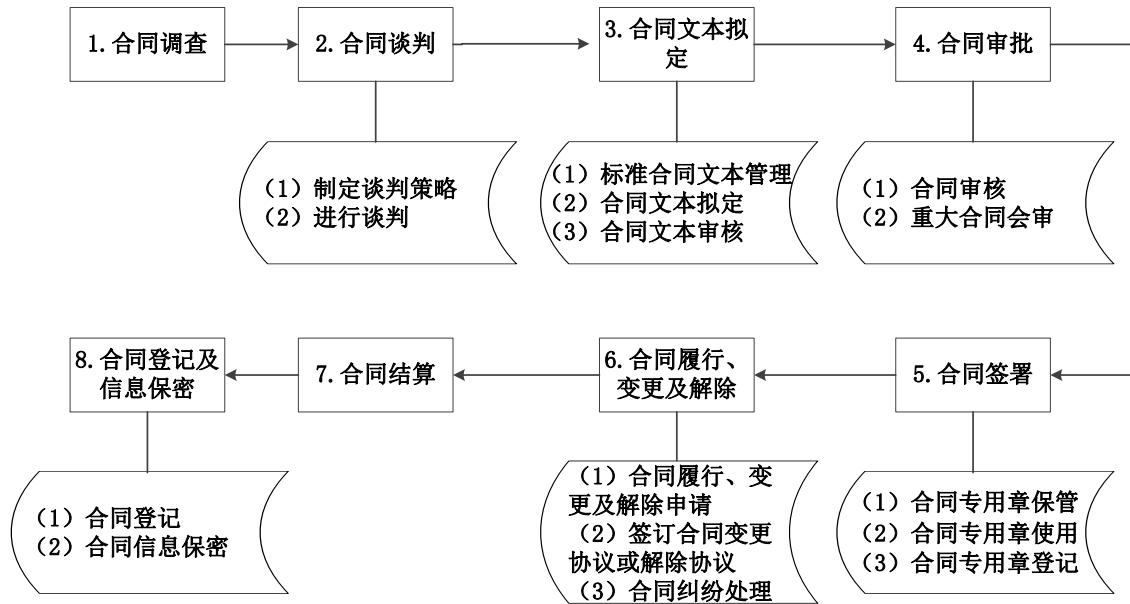 1.合同调查
2.合同谈判
3.合同文本拟
定
4.合同审批
（1）制定谈判策略
（2）进行谈判
（1）标准合同文本管理
（2）合同文本拟定
（3）合同文本审核
（1）合同审核
（2）重大合同会审
8.合同登记及
信息保密
7.合同结算
6.合同履行、
变更及解除
5.合同签署
（1）合同登记
（2）合同信息保密
（1）合同履行、变
更及解除申请
（2）签订合同变更
协议或解除协议
（3）合同纠纷处理
（1）合同专用章保管
（2）合同专用章使用
（3）合同专用章登记